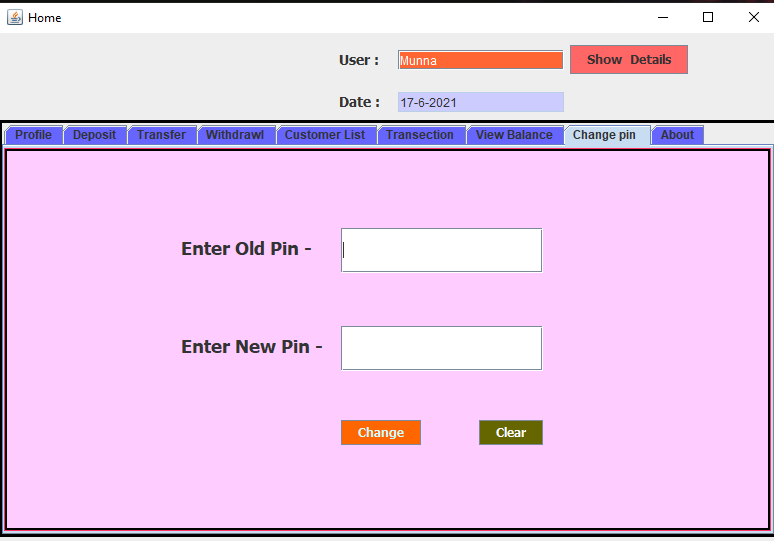 Home
User : Munna Show Details
Date : 17-6-2021
Profile Deposit Transfer Withdrawl Customer List Transection View Balance Change pin About
Enter Old Pin -
Enter New Pin -
Change Clear